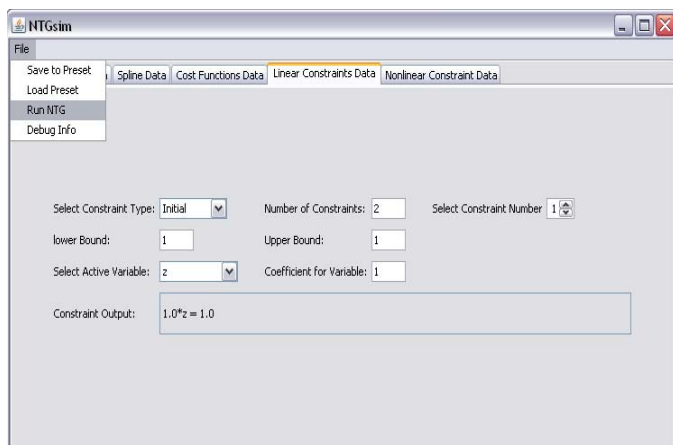 NTGsim
File
Save to Preset
Load Preset
Run NTG
Debug Info
Spline Data Cost Functions Data Linear Constraints Data Nonlinear Constraint Data
Select Constraint Type: Initial Number of Constraints: 2 Select Constraint Number 1
lower Bound: 1 Upper Bound: 1
Select Active Variable: z Coefficient for Variable: 1
Constraint Output: 1.0*z = 1.0